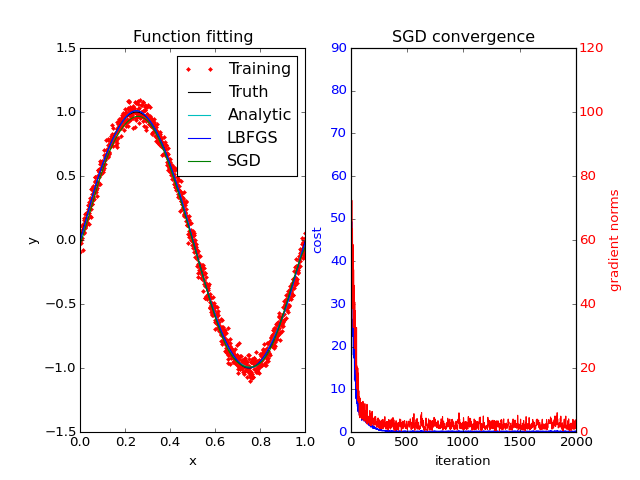 Function fitting
1.5
1.0
0.5
0.0
−0.5
−1.0
−1.5
y
0.0 0.2 0.4 0.6 0.8 1.0
x
Training
Truth
Analytic
LBFGS
SGD
SGD convergence
90
80
70
60
50
40
30
20
10
0
cost
120
100
80
60
40
20
0
gradient norms
0 500 1000 1500 2000
iteration